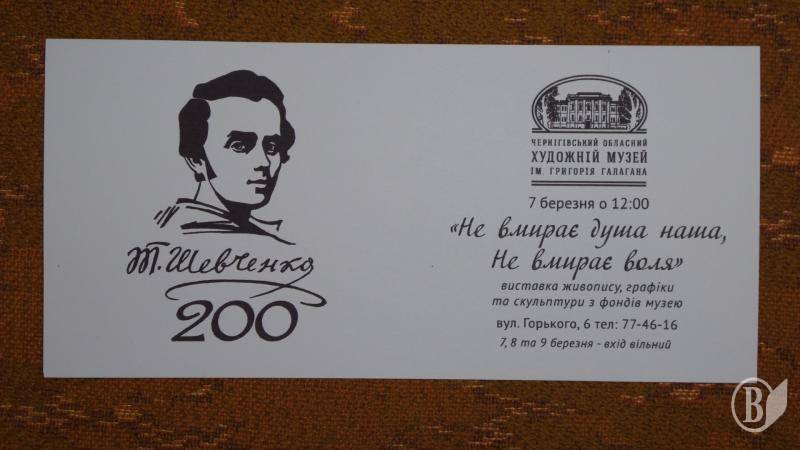 Т. Шевченко
200
ЧЕРНІГІВСЬКИЙ ОБЛАСНИЙ
ХУДОЖНІЙ МУЗЕЙ
ІМ. ГРИГОРІЯ ГАЛАГАНА
7 березня о 12:00
«Не вмирає душа наша,
Не вмирає воля»
виставка живопису, графіки
та скульптури з фондів музею
вул. Горького, 6 тел: 77-46-16
7, 8 та 9 березня - вхід вільний
В